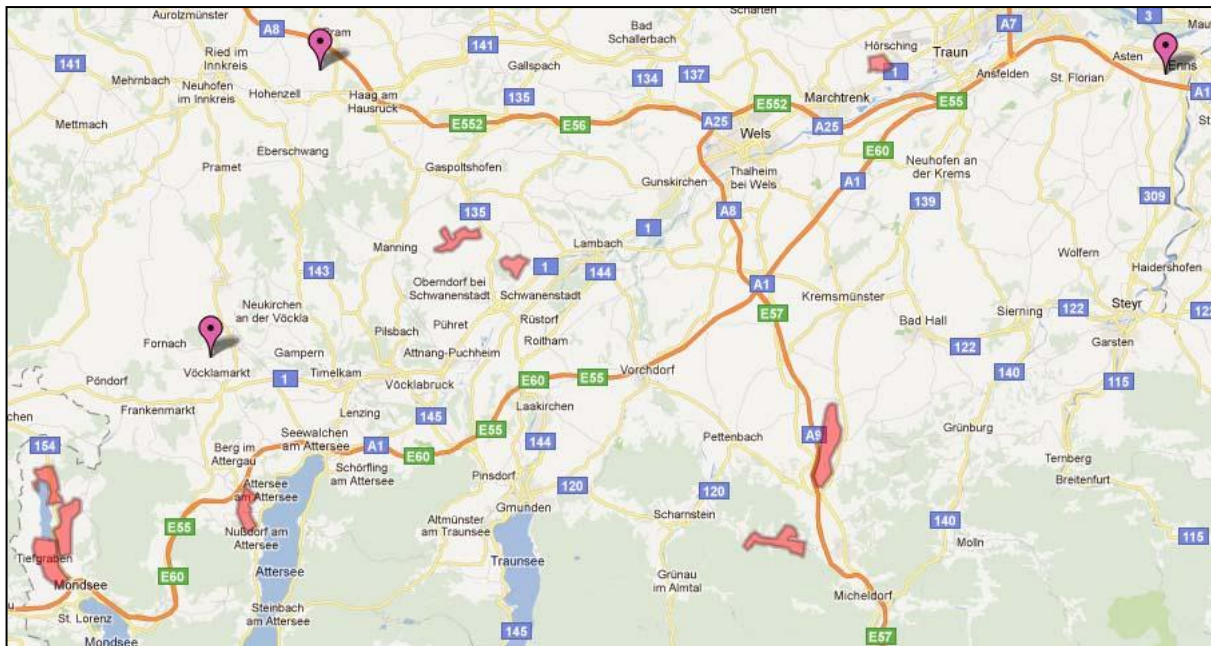 Aurolzmünster
A8
Pram
141
Bad
Schallerbach
Scharten
Hörsching
Traun
A7
3
Asten
Enns
A1
141
Mehrnbach
Ried im
Innkreis
Neuhofen
im Innkreis
Hohenzell
Haag am
Hausruck
Gallspach
134
137
135
1
Marchtrenk
Ansfelden
St. Florian
Mettmach
E552
E56
A25
E552
A25
E55
Wels
E60
Pramet
Eberschwang
Gaspoltshofen
Gunskirchen
Thalheim
bei Wels
Neuhofen an
der Krems
A1
139
309
135
A8
1
Manning
Lambach
Wolfern
Haidershofen
143
Oberndorf bei
Schwanenstadt
1
144
Schwanenstadt
A1
Kremsmünster
Steyr
Neukirchen
an der Vöckla
Pilsbach
Pühret
Rüstorf
Roitham
E57
Bad Hall
Sierning
122
122
Fornach
Vöcklamarkt
Gampern
Timelkam
Attnang-Puchheim
Vöcklabruck
Vorchdorf
122
Garsten
Pöndorf
1
E60
E55
140
115
Frankenmarkt
Lenzing
145
Laakirchen
154
Berg im
Attergau
Seewalchen
am Attersee
A1
E60
E55
144
Pettenbach
A9
Grünburg
Schörfling
am Attersee
Pinsdorf
Ternberg
Attersee
am Attersee
120
120
Breitenfurt
E55
Nußdorf am
Attersee
Altmünster
am Traunsee
Gmunden
Scharnstein
140
115
Tiefgraben
Attersee
Traunsee
Molln
E60
Mondsee
Grünau
im Almtal
Micheldorf
St. Lorenz
Steinbach
am Attersee
145
E57
Mondsee